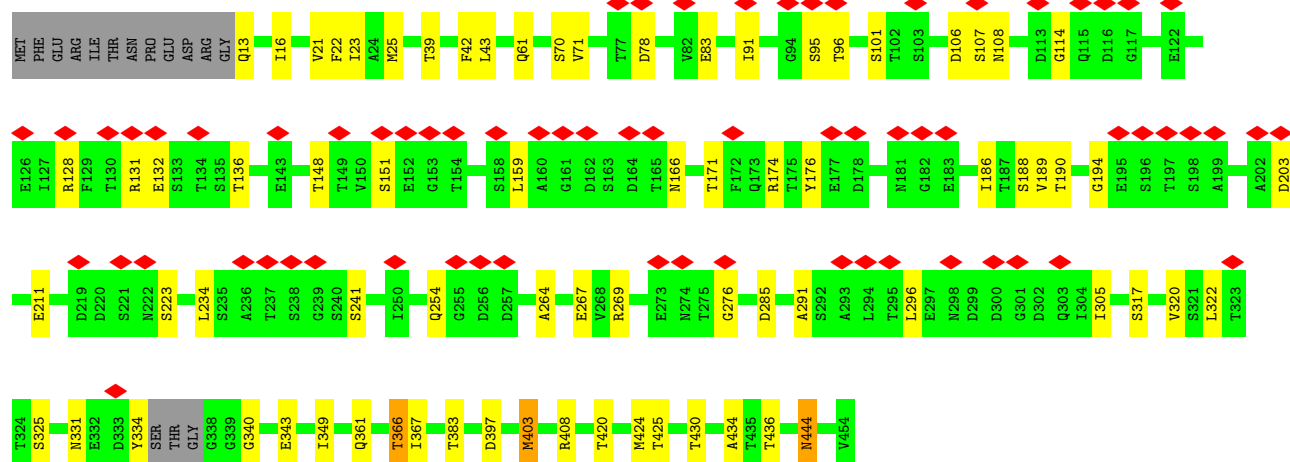 MET PHE GLU ARG ILE THR ASN PRO GLU ASP ARG GLY Q13 I16 V21 F22 I23 A24 M25 T39 F42 L43 Q61 S70 V71 T77 D78 V82 E83 I91 G94 S95 T96 S101 T102 S103 D106 S107 N108 D113 G114 Q115 D116 G117 E122
E126 I127 R128 F129 T130 R131 E132 S133 T134 S135 T136 E143 T148 T149 V150 S151 E152 G153 T154 S158 L159 A160 G161 D162 S163 D164 T165 N166 T171 F172 Q173 R174 T175 Y176 E177 D178 N181 G182 E183 I186 T187 S188 V189 T190 G194 E195 S196 T197 S198 A199 A202 D203
E211 D219 D220 S221 N222 S223 L234 S235 A236 T237 S238 G239 S240 S241 I250 Q254 G255 D256 D257 A264 E267 V268 R269 E273 N274 T275 G276 D285 A291 S292 A293 L294 T295 L296 E297 N298 D299 D300 G301 D302 Q303 I304 I305 S317 V320 S321 L322 T323
T324 S325 N331 E332 D333 Y334 SER THR GLY G338 G339 G340 E343 I349 Q361 T366 I367 T383 D397 M403 R408 T420 M424 T425 T430 A434 T435 T436 N444 V454